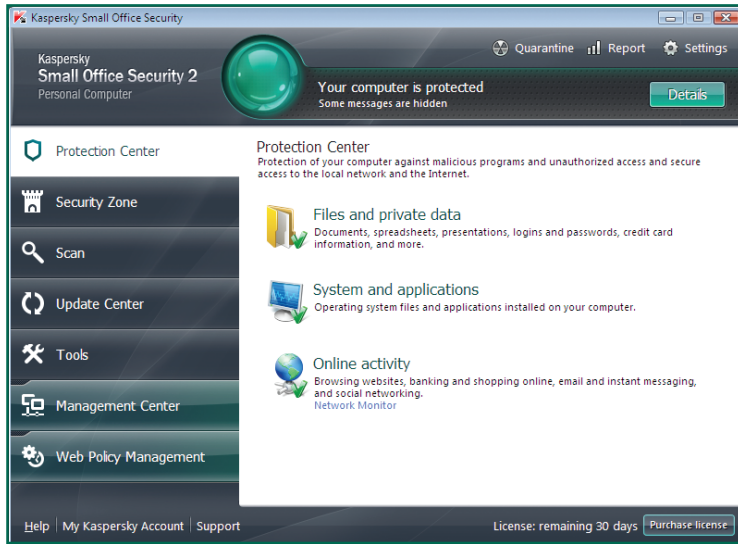 Kaspersky Small Office Security
Kaspersky
Small Office Security 2
Personal Computer
Quarantine
Report
Settings
Your computer is protected
Some messages are hidden
Details
Protection Center
Security Zone
Scan
Update Center
Tools
Management Center
Web Policy Management
Protection Center
Protection of your computer against malicious programs and unauthorized access and secure
access to the local network and the Internet.
Files and private data
Documents, spreadsheets, presentations, logins and passwords, credit card
information, and more.
System and applications
Operating system files and applications installed on your computer.
Online activity
Browsing websites, banking and shopping online, email and instant messaging,
and social networking.
Network Monitor
Help
My Kaspersky Account
Support
License: remaining 30 days
Purchase license